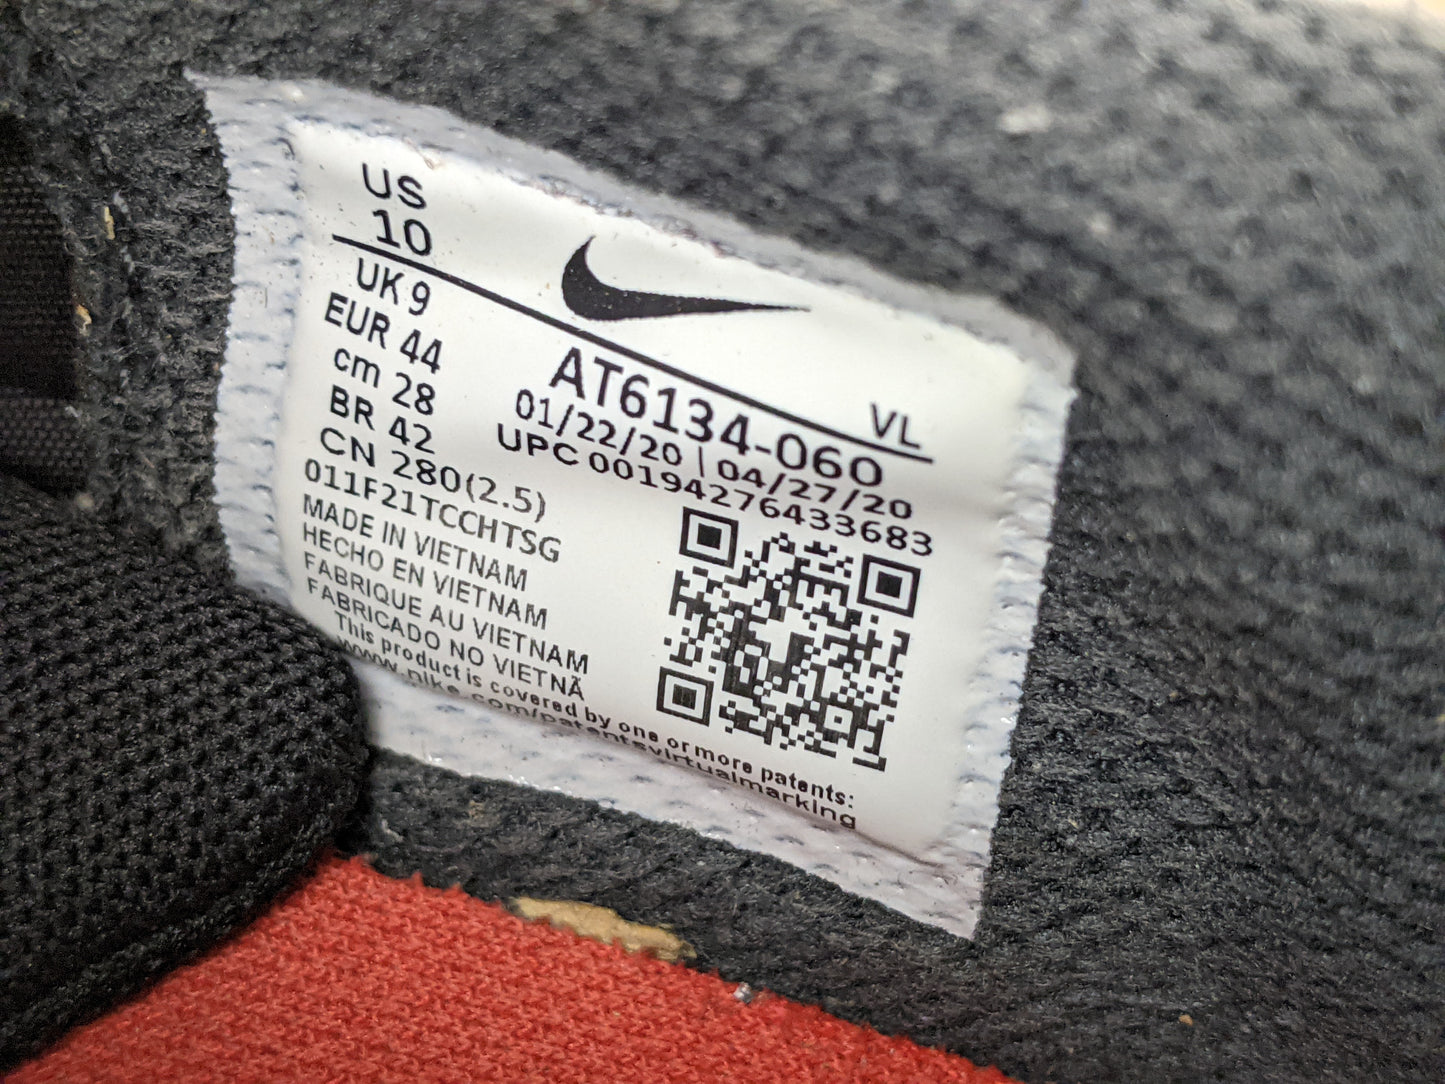 US
10
VL
UK 9
EUR 44
cm 28
BR 42
CN 280(2.5)
011F21TCCHTSG
AT6134-060
01/22/20 | 04/27/20
UPC 00194276433683
MADE IN VIETNAM
HECHO EN VIETNAM
FABRIQUE AU VIETNAM
FABRICADO NO VIETNÃ
This product is covered by one or more patents:
www.nike.com/patentsvirtualmarking